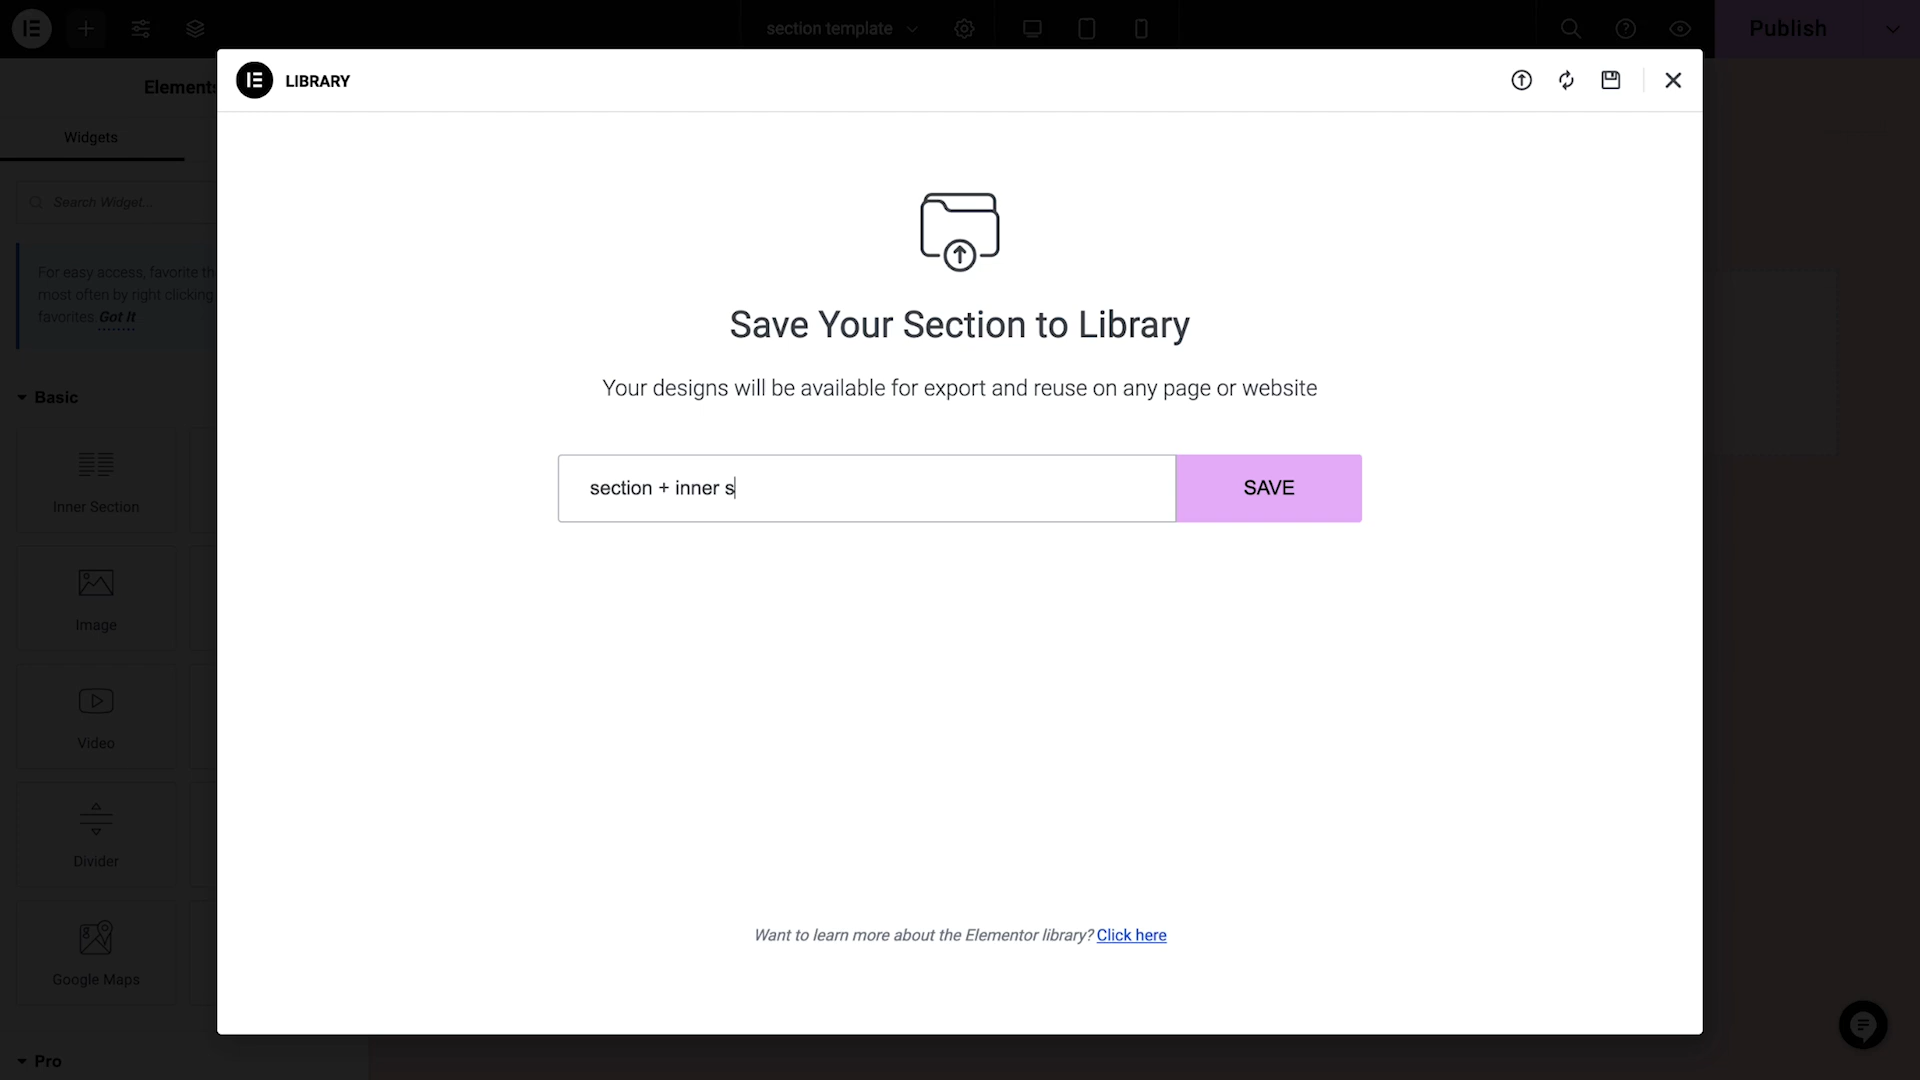 section template
Publish
Elements
Widgets
Search Widget...
For easy access, favorite th
most often by right clicking
favorites Got It
Basic
Inner Section
Image
Video
Divider
Google Maps
Pro
LIBRARY
Save Your Section to Library
Your designs will be available for export and reuse on any page or website
section + inner s
SAVE
Want to learn more about the Elementor library? Click here